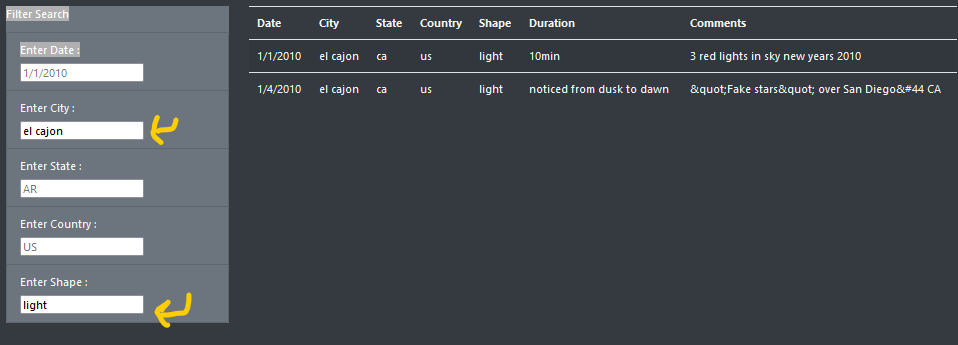 Filter Search
Enter Date :
1/1/2010
Enter City :
el cajon
Enter State :
AR
Enter Country :
US
Enter Shape :
light
Date City State Country Shape Duration Comments
1/1/2010 el cajon ca us light 10min 3 red lights in sky new years 2010
1/4/2010 el cajon ca us light noticed from dusk to dawn &quot;Fake stars&quot; over San Diego&#44 CA